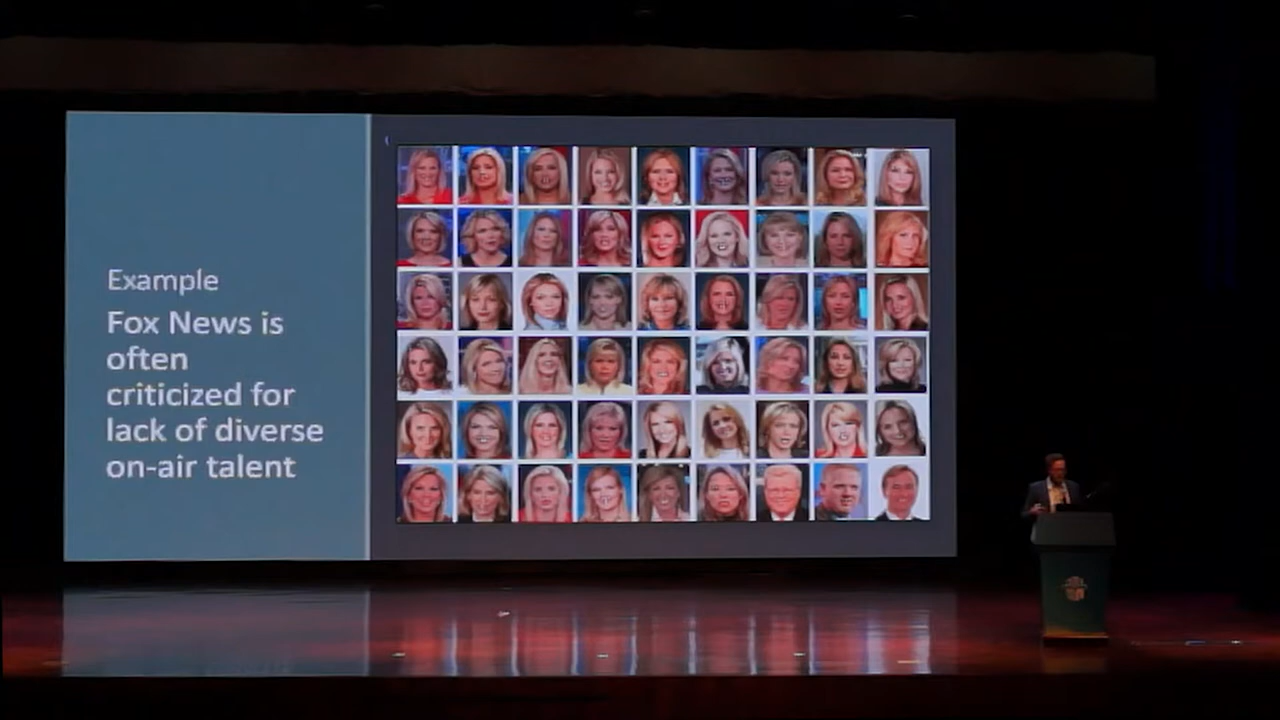 Example
Fox News is
often
criticized for
lack of diverse
on-air talent